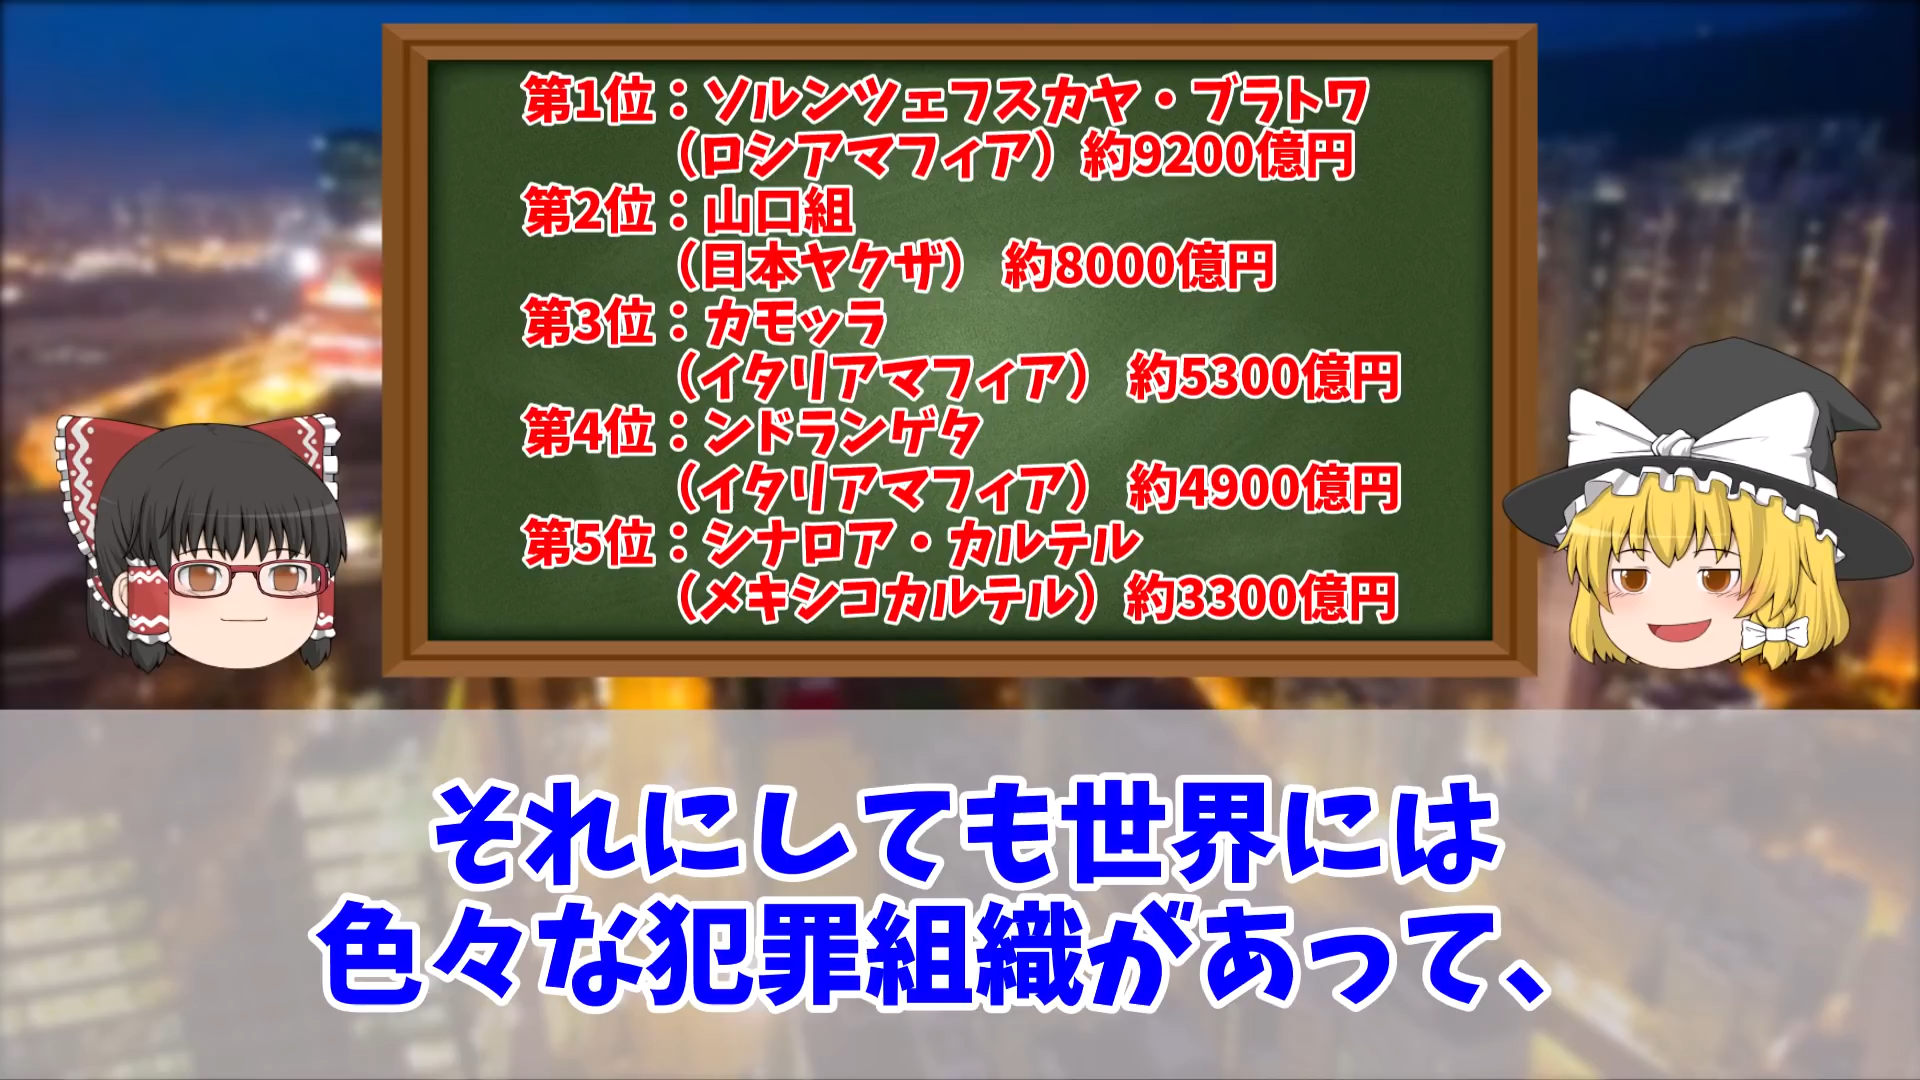 第1位：ソルンツェフスカヤ・ブラトワ
（ロシアマフィア）約9200億円
第2位：山口組
（日本ヤクザ） 約8000億円
第3位：カモッラ
（イタリアマフィア） 約5300億円
第4位：ンドランゲタ
（イタリアマフィア） 約4900億円
第5位：シナロア・カルテル
（メキシコカルテル）約3300億円
それにしても世界には
色々な犯罪組織があって、